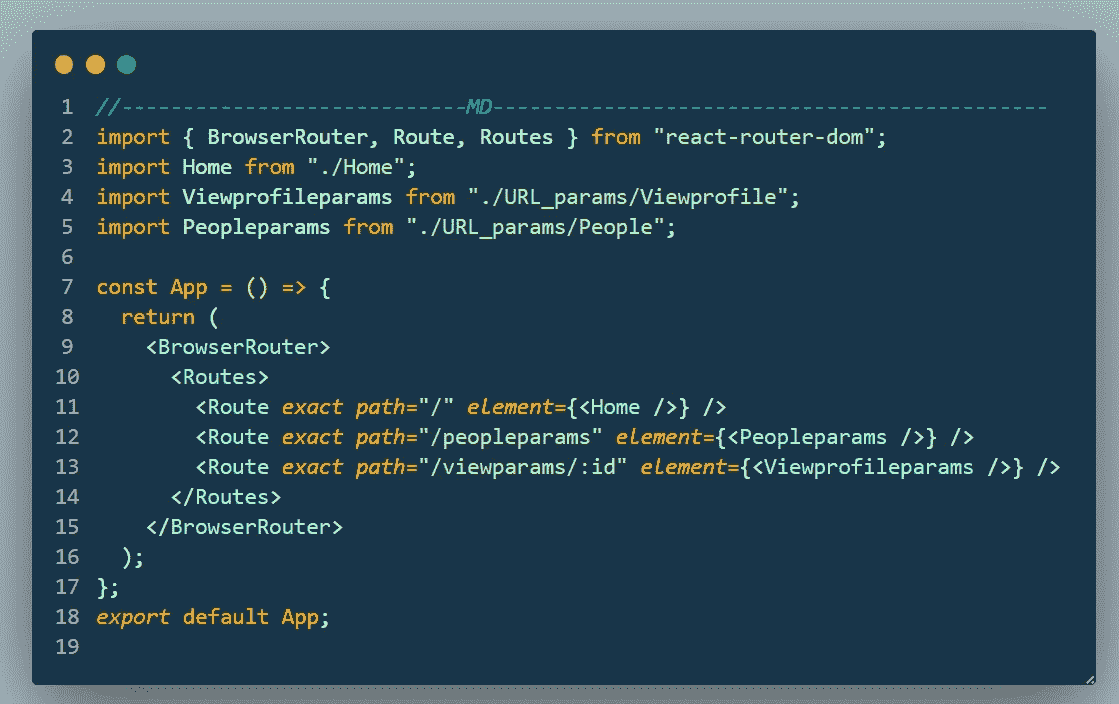 1 //----------------------------MD---------------------------------------------
2 import { BrowserRouter, Route, Routes } from "react-router-dom";
3 import Home from "./Home";
4 import Viewprofileparams from "./URL_params/Viewprofile";
5 import Peopleparams from "./URL_params/People";
6
7 const App = () => {
8   return (
9     <BrowserRouter>
10       <Routes>
11         <Route exact path="/" element={<Home />} />
12         <Route exact path="/peopleparams" element={<Peopleparams />} />
13         <Route exact path="/viewparams/:id" element={<Viewprofileparams />} />
14       </Routes>
15     </BrowserRouter>
16   );
17 };
18 export default App;
19